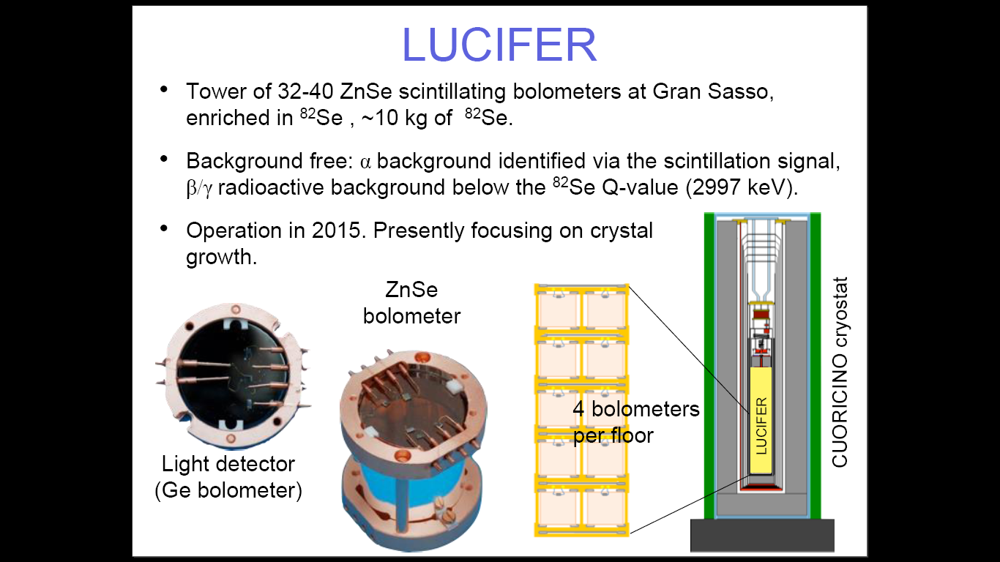 LUCIFER
• Tower of 32-40 ZnSe scintillating bolometers at Gran Sasso,
enriched in ⁸²Se , ~10 kg of ⁸²Se.
• Background free: α background identified via the scintillation signal,
β/γ radioactive background below the ⁸²Se Q-value (2997 keV).
• Operation in 2015. Presently focusing on crystal
growth.
ZnSe
bolometer
Light detector
(Ge bolometer)
4 bolometers
per floor
LUCIFER
CUORICINO cryostat